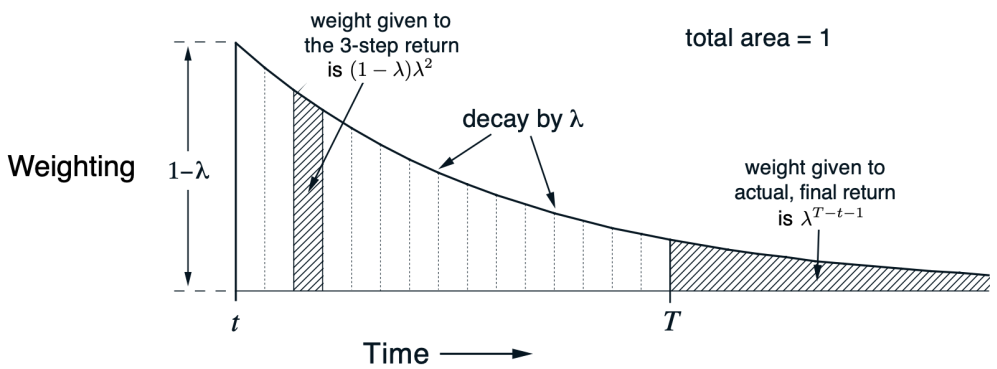 weight given to
the 3-step return
is (1 − λ)λ²
total area = 1
decay by λ
Weighting
1−λ
weight given to
actual, final return
is λᵀ⁻ᵗ⁻¹
t
T
Time